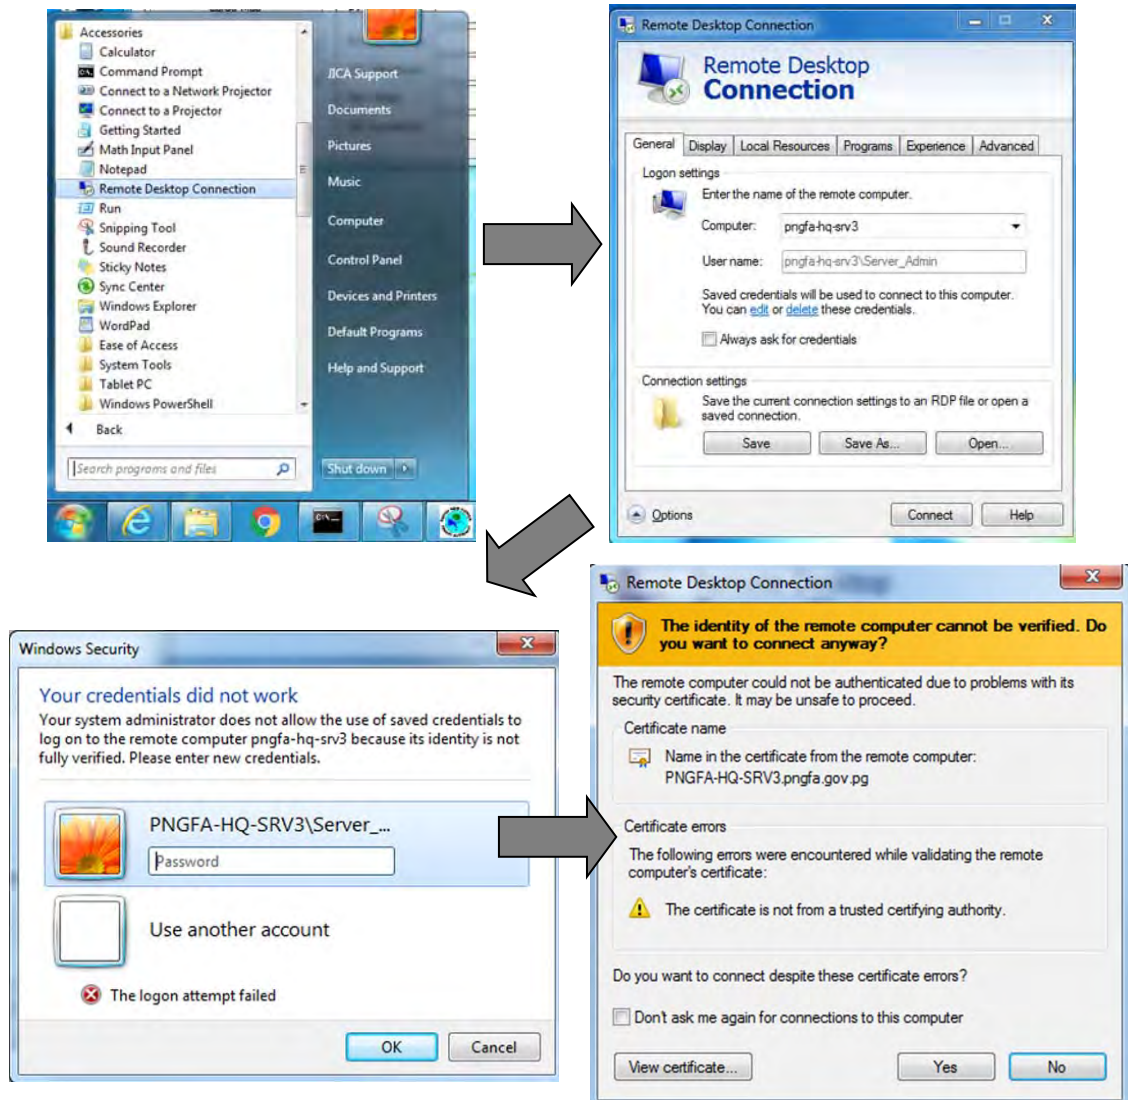 Accessories
Calculator
Command Prompt
Connect to a Network Projector
Connect to a Projector
Getting Started
Math Input Panel
Notepad
Remote Desktop Connection
Run
Snipping Tool
Sound Recorder
Sticky Notes
Sync Center
Windows Explorer
WordPad
Ease of Access
System Tools
Tablet PC
Windows PowerShell
Back
Search programs and files
JICA Support
Documents
Pictures
Music
Computer
Control Panel
Devices and Printers
Default Programs
Help and Support
Shut down
Remote Desktop Connection
Remote Desktop
Connection
General Display Local Resources Programs Experience Advanced
Logon settings
Enter the name of the remote computer.
Computer: pngfa-hq-srv3
User name: pngfa-hq-srv3\Server_Admin
Saved credentials will be used to connect to this computer.
You can edit or delete these credentials.
Always ask for credentials
Connection settings
Save the current connection settings to an RDP file or open a
saved connection.
Save Save As... Open...
Options Connect Help
Windows Security
Your credentials did not work
Your system administrator does not allow the use of saved credentials to
log on to the remote computer pngfa-hq-srv3 because its identity is not
fully verified. Please enter new credentials.
PNGFA-HQ-SRV3\Server_...
Password
Use another account
The logon attempt failed
OK Cancel
Remote Desktop Connection
The identity of the remote computer cannot be verified. Do
you want to connect anyway?
The remote computer could not be authenticated due to problems with its
security certificate. It may be unsafe to proceed.
Certificate name
Name in the certificate from the remote computer:
PNGFA-HQ-SRV3.pngfa.gov.pg
Certificate errors
The following errors were encountered while validating the remote
computer's certificate:
The certificate is not from a trusted certifying authority.
Do you want to connect despite these certificate errors?
Don't ask me again for connections to this computer
View certificate... Yes No